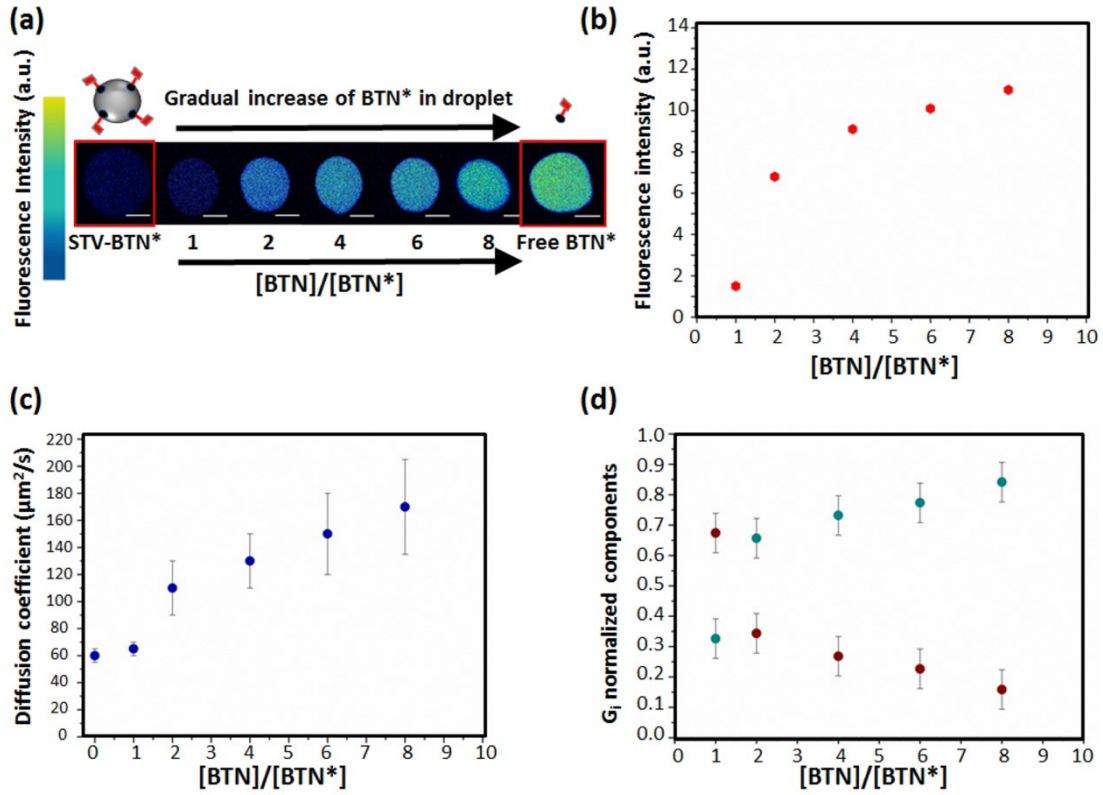 (a)
Fluorescence Intensity (a.u.)
Gradual increase of BTN* in droplet
STV-BTN* 1 2 4 6 8 Free BTN*
[BTN]/[BTN*]
(b)
Fluorescence intensity (a.u.)
14
12
10
8
6
4
2
0
0 1 2 3 4 5 6 7 8 9 10
[BTN]/[BTN*]
(c)
Diffusion coefficient (µm²/s)
220
200
180
160
140
120
100
80
60
40
20
0
0 1 2 3 4 5 6 7 8 9 10
[BTN]/[BTN*]
(d)
Gᵢ normalized components
1.0
0.9
0.8
0.7
0.6
0.5
0.4
0.3
0.2
0.1
0.0
0 1 2 3 4 5 6 7 8 9 10
[BTN]/[BTN*]